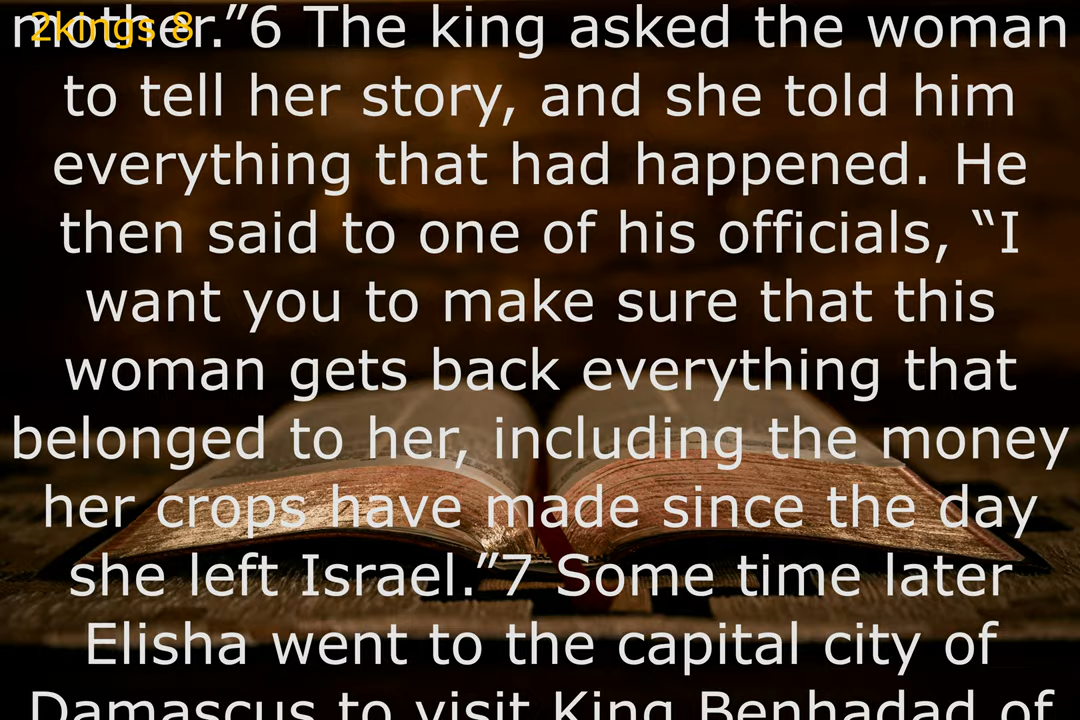 2kings 8
mother.”6 The king asked the woman
to tell her story, and she told him
everything that had happened. He
then said to one of his officials, “I
want you to make sure that this
woman gets back everything that
belonged to her, including the money
her crops have made since the day
she left Israel.”7 Some time later
Elisha went to the capital city of
Damascus to visit King Benhadad of